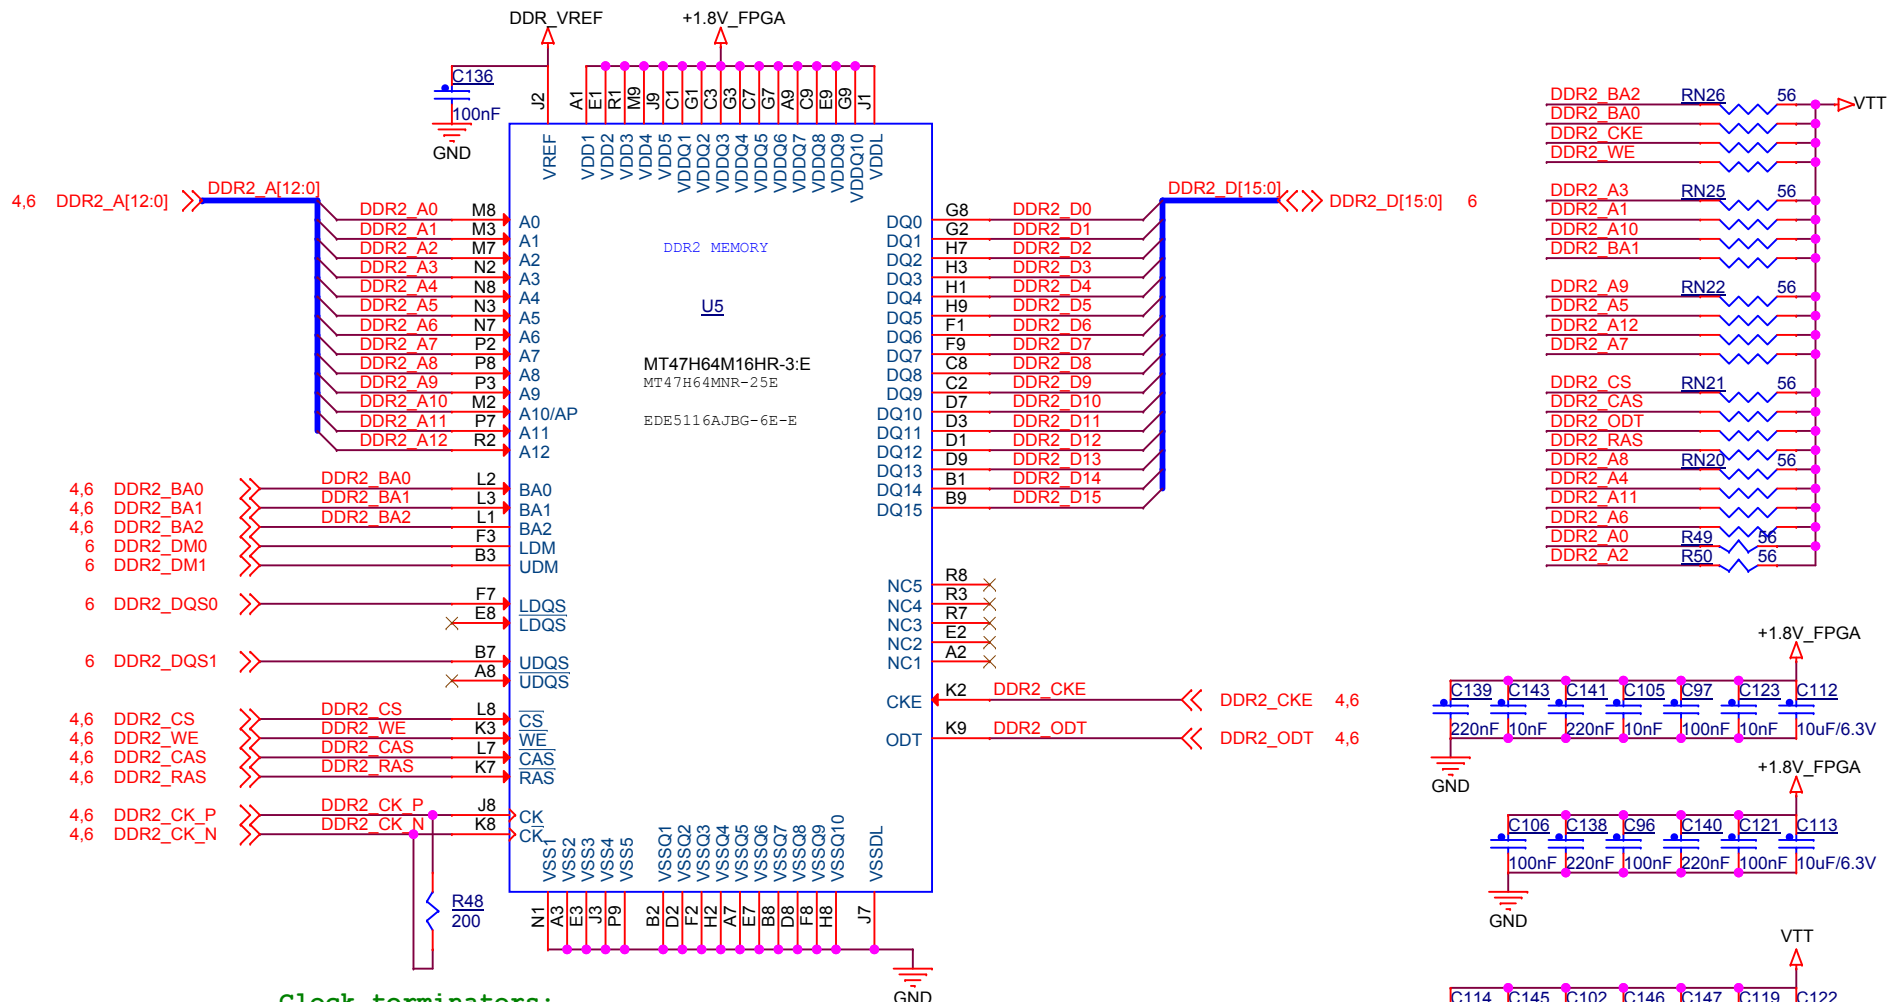 DDR_VREF
+1.8V_FPGA
C136
100nF
GND
J2
A1
E1
R1
M9
J9
C1
G1
C3
G3
C7
G7
A9
C9
E9
G9
J1
VREF
VDD1
VDD2
VDD3
VDD4
VDD5
VDDQ1
VDDQ2
VDDQ3
VDDQ4
VDDQ5
VDDQ6
VDDQ7
VDDQ8
VDDQ9
VDDQ10
VDDL
4,6 DDR2_A[12:0] DDR2_A[12:0]
DDR2_A0 M8 A0
DDR2_A1 M3 A1
DDR2_A2 M7 A2
DDR2_A3 N2 A3
DDR2_A4 N8 A4
DDR2_A5 N3 A5
DDR2_A6 N7 A6
DDR2_A7 P2 A7
DDR2_A8 P8 A8
DDR2_A9 P3 A9
DDR2_A10 M2 A10/AP
DDR2_A11 P7 A11
DDR2_A12 R2 A12
4,6 DDR2_BA0 DDR2_BA0 L2 BA0
4,6 DDR2_BA1 DDR2_BA1 L3 BA1
4,6 DDR2_BA2 DDR2_BA2 L1 BA2
6 DDR2_DM0 F3 LDM
6 DDR2_DM1 B3 UDM
6 DDR2_DQS0 F7 LDQS
E8 LDQS
6 DDR2_DQS1 B7 UDQS
A8 UDQS
4,6 DDR2_CS DDR2_CS L8 CS
4,6 DDR2_WE DDR2_WE K3 WE
4,6 DDR2_CAS DDR2_CAS L7 CAS
4,6 DDR2_RAS DDR2_RAS K7 RAS
4,6 DDR2_CK_P DDR2_CK_P J8 CK
4,6 DDR2_CK_N DDR2_CK_N K8 CK
R48
200
DDR2 MEMORY
U5
MT47H64M16HR-3:E
MT47H64MNR-25E
EDE5116AJBG-6E-E
DDR2_D[15:0] DDR2_D[15:0] 6
DQ0 G8 DDR2_D0
DQ1 G2 DDR2_D1
DQ2 H7 DDR2_D2
DQ3 H3 DDR2_D3
DQ4 H1 DDR2_D4
DQ5 H9 DDR2_D5
DQ6 F1 DDR2_D6
DQ7 F9 DDR2_D7
DQ8 C8 DDR2_D8
DQ9 C2 DDR2_D9
DQ10 D7 DDR2_D10
DQ11 D3 DDR2_D11
DQ12 D1 DDR2_D12
DQ13 D9 DDR2_D13
DQ14 B1 DDR2_D14
DQ15 B9 DDR2_D15
NC5 R8
NC4 R3
NC3 R7
NC2 E2
NC1 A2
CKE K2 DDR2_CKE DDR2_CKE 4,6
ODT K9 DDR2_ODT DDR2_ODT 4,6
VSS1
VSS2
VSS3
VSS4
VSS5
VSSQ1
VSSQ2
VSSQ3
VSSQ4
VSSQ5
VSSQ6
VSSQ7
VSSQ8
VSSQ9
VSSQ10
VSSDL
N1
A3
E3
J3
P9
B2
D2
F2
H2
A7
E7
B8
D8
F8
H8
J7
GND
Clock terminators:
DDR2_BA2 RN26 56 VTT
DDR2_BA0
DDR2_CKE
DDR2_WE
DDR2_A3 RN25 56
DDR2_A1
DDR2_A10
DDR2_BA1
DDR2_A9 RN22 56
DDR2_A5
DDR2_A12
DDR2_A7
DDR2_CS RN21 56
DDR2_CAS
DDR2_ODT
DDR2_RAS
DDR2_A8 RN20 56
DDR2_A4
DDR2_A11
DDR2_A6
DDR2_A0 R49 56
DDR2_A2 R50 56
+1.8V_FPGA
C139 C143 C141 C105 C97 C123 C112
220nF 10nF 220nF 10nF 100nF 10nF 10uF/6.3V
GND
+1.8V_FPGA
C106 C138 C96 C140 C121 C113
100nF 220nF 100nF 220nF 100nF 10uF/6.3V
GND
VTT
C114 C145 C102 C146 C147 C119 C122